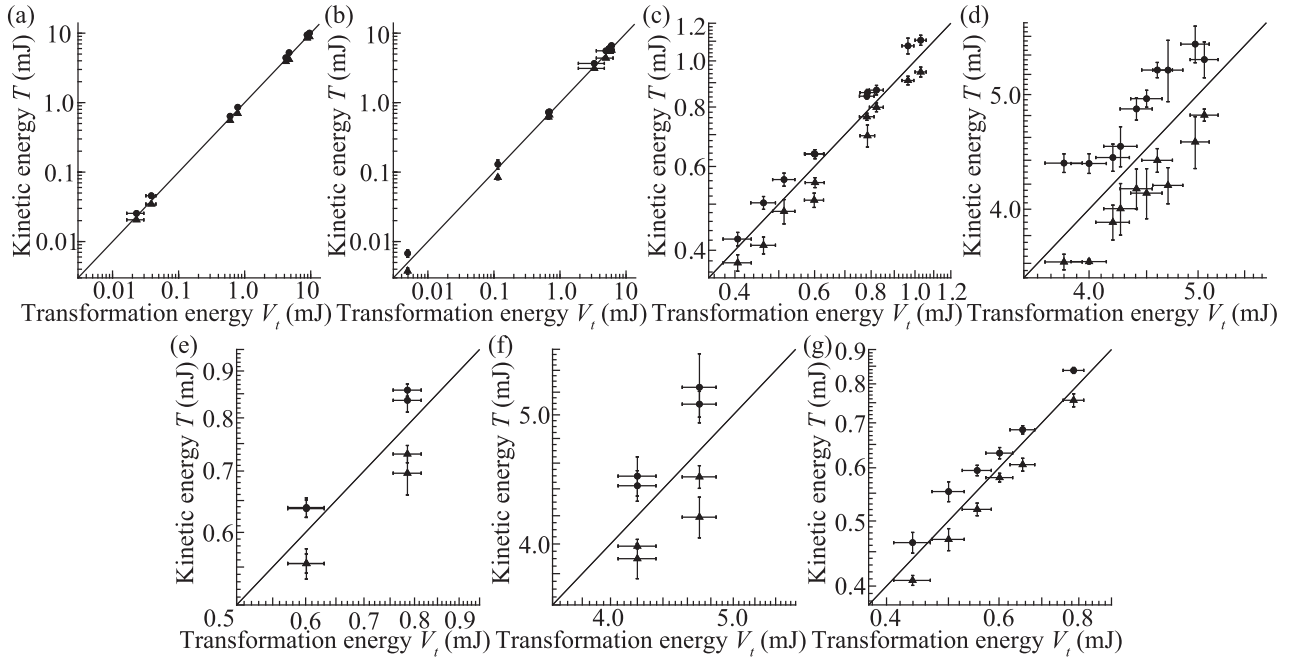 (a)
Kinetic energy T (mJ)
10
1.0
0.1
0.01
0.01 0.1 1.0 10
Transformation energy Vt (mJ)
(b)
Kinetic energy T (mJ)
10
1.0
0.1
0.01
0.01 0.1 1.0 10
Transformation energy Vt (mJ)
(c)
Kinetic energy T (mJ)
1.2
1.0
0.8
0.6
0.4
0.4 0.6 0.8 1.0 1.2
Transformation energy Vt (mJ)
(d)
Kinetic energy T (mJ)
5.0
4.0
4.0 5.0
Transformation energy Vt (mJ)
(e)
Kinetic energy T (mJ)
0.9
0.8
0.7
0.6
0.5
0.5 0.6 0.7 0.8 0.9
Transformation energy Vt (mJ)
(f)
Kinetic energy T (mJ)
5.0
4.0
4.0 5.0
Transformation energy Vt (mJ)
(g)
Kinetic energy T (mJ)
0.9
0.8
0.7
0.6
0.5
0.4
0.4 0.6 0.8
Transformation energy Vt (mJ)